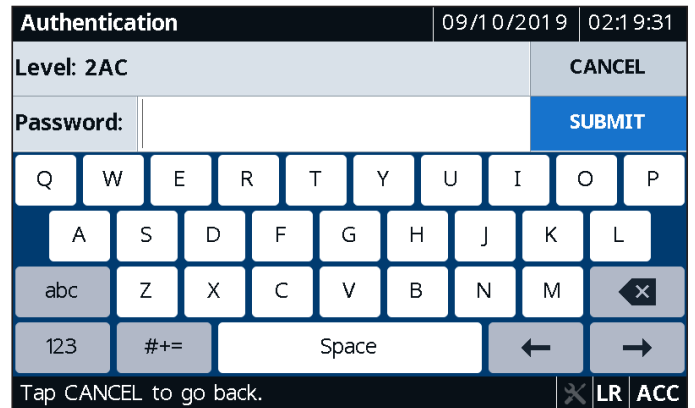 Authentication 09/10/2019 02:19:31
Level: 2AC CANCEL
Password: SUBMIT
Q W E R T Y U I O P
A S D F G H J K L
abc Z X C V B N M
123 #+= Space ← →
Tap CANCEL to go back. LR ACC